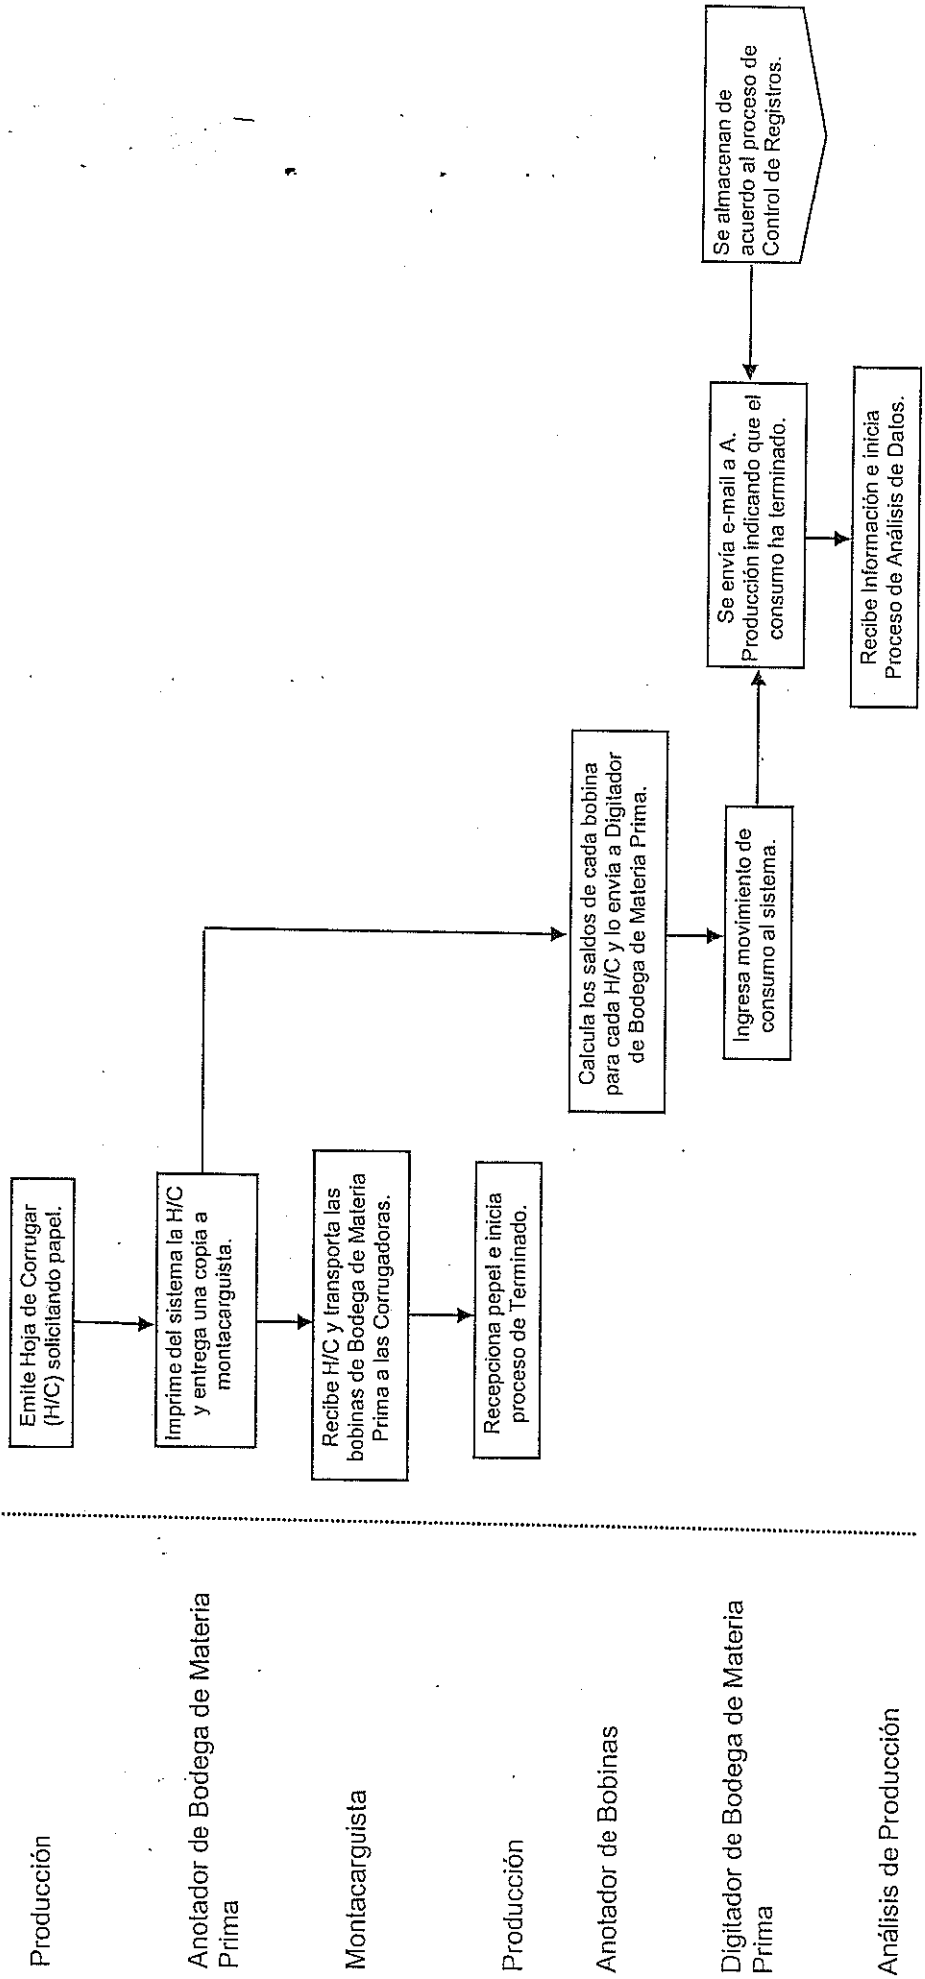 Producción
Emite Hoja de Corrugar
(H/C) solicitando papel.
Anotador de Bodega de Materia
Prima
Imprime del sistema la H/C
y entrega una copia a
montacarguista.
Montacarguista
Recibe H/C y transporta las
bobinas de Bodega de Materia
Prima a las Corrugadoras.
Producción
Recepciona pepel e inicia
proceso de Terminado.
Anotador de Bobinas
Calcula los saldos de cada bobina
para cada H/C y lo envía a Digitador
de Bodega de Materia Prima.
Digitador de Bodega de Materia
Prima
Ingresa movimiento de
consumo al sistema.
Se envía e-mail a A.
Producción indicando que el
consumo ha terminado.
Se almacenan de
acuerdo al proceso de
Control de Registros.
Análisis de Producción
Recibe Información e inicia
Proceso de Análisis de Datos.